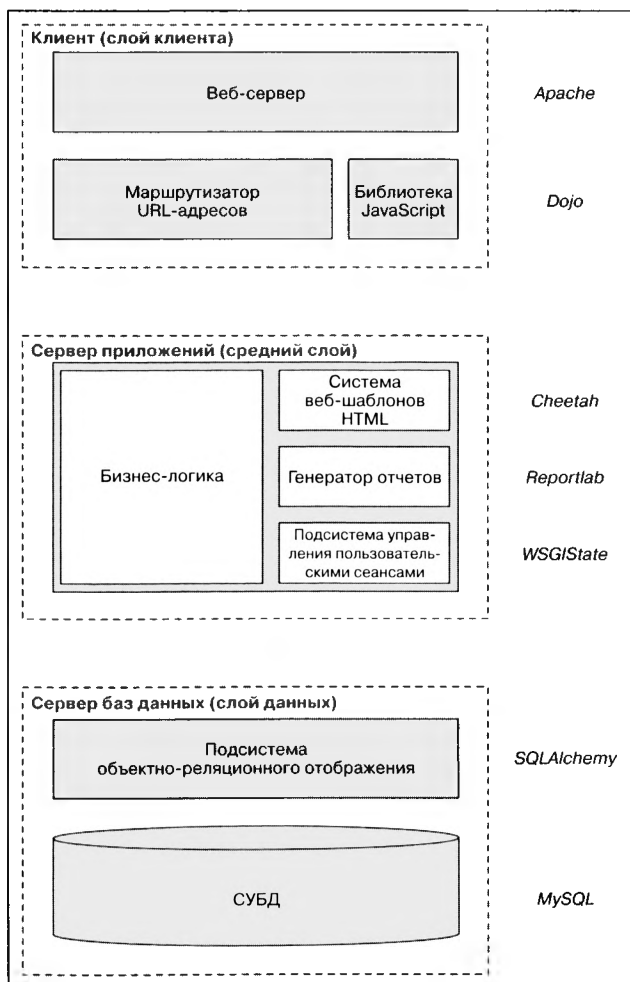 Клиент (слой клиента)
Веб-сервер
Apache
Маршрутизатор
URL-адресов
Библиотека
JavaScript
Dojo
Сервер приложений (средний слой)
Бизнес-логика
Система
веб-шаблонов
HTML
Cheetah
Генератор отчетов
Reportlab
Подсистема управ-
ления пользователь-
скими сеансами
WSGIState
Сервер баз данных (слой данных)
Подсистема
объектно-реляционного отображения
SQLAlchemy
СУБД
MySQL